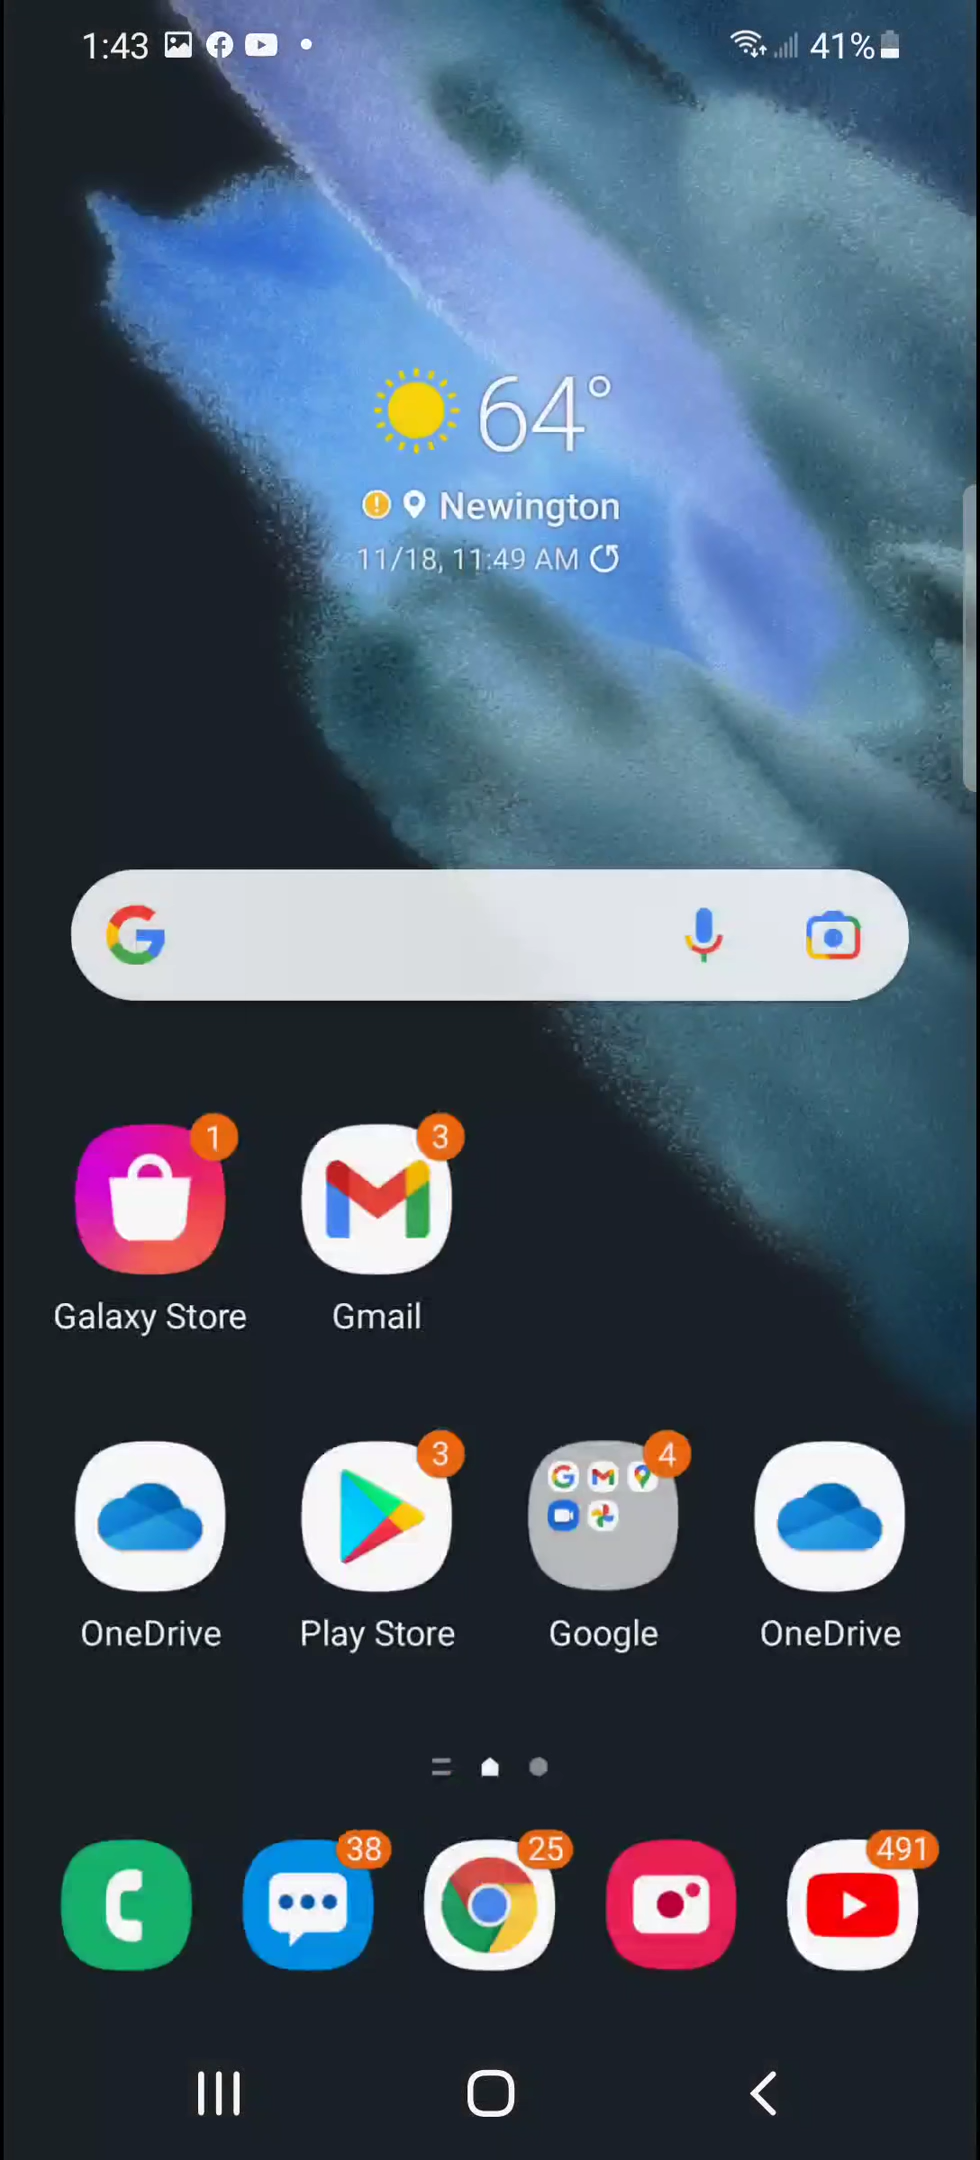 1:43 41%
64°
Newington
11/18, 11:49 AM
1 3
Galaxy Store Gmail
3 4
OneDrive Play Store Google OneDrive
38 25 491